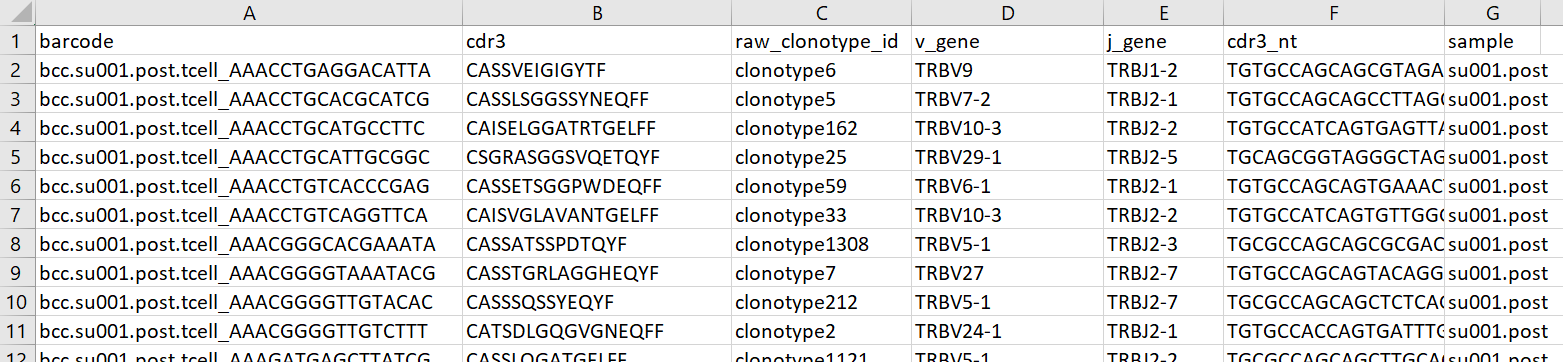 A B C D E F G
1 barcode cdr3 raw_clonotype_id v_gene j_gene cdr3_nt sample
2 bcc.su001.post.tcell_AAACCTGAGGACATTA CASSVEIGIGYTF clonotype6 TRBV9 TRBJ1-2 TGTGCCAGCAGCGTAGA su001.post
3 bcc.su001.post.tcell_AAACCTGCACGCATCG CASSLSGGSSYNEQFF clonotype5 TRBV7-2 TRBJ2-1 TGTGCCAGCAGCCTTAG su001.post
4 bcc.su001.post.tcell_AAACCTGCATGCCTTC CAISELGGATRTGELFF clonotype162 TRBV10-3 TRBJ2-2 TGTGCCATCAGTGAGTTA su001.post
5 bcc.su001.post.tcell_AAACCTGCATTGCGGC CSGRASGGSVQETQYF clonotype25 TRBV29-1 TRBJ2-5 TGCAGCGGTAGGGCTAG su001.post
6 bcc.su001.post.tcell_AAACCTGTCACCCGAG CASSETSGGPWDEQFF clonotype59 TRBV6-1 TRBJ2-1 TGTGCCAGCAGTGAAAC su001.post
7 bcc.su001.post.tcell_AAACCTGTCAGGTTCA CAISVGLAVANTGELFF clonotype33 TRBV10-3 TRBJ2-2 TGTGCCATCAGTGTTGG su001.post
8 bcc.su001.post.tcell_AAACGGGCACGAAATA CASSATSSPDTQYF clonotype1308 TRBV5-1 TRBJ2-3 TGCGCCAGCAGCGCGAC su001.post
9 bcc.su001.post.tcell_AAACGGGGTAAATACG CASSTGRLAGGHEQYF clonotype7 TRBV27 TRBJ2-7 TGTGCCAGCAGTACAGG su001.post
10 bcc.su001.post.tcell_AAACGGGGTTGTACAC CASSSQSSYEQYF clonotype212 TRBV5-1 TRBJ2-7 TGCGCCAGCAGCTCTCA su001.post
11 bcc.su001.post.tcell_AAACGGGGTTGTCTTT CATSDLGQGVGNEQFF clonotype2 TRBV24-1 TRBJ2-1 TGTGCCACCAGTGATTTG su001.post
12 bcc.su001.post.tcell_AAAGATGAGCTTATCG CASSLQGATGELFF clonotype1121 TRBV5-1 TRBJ2-2 TGCGCCAGCAGCTTGCA su001.post